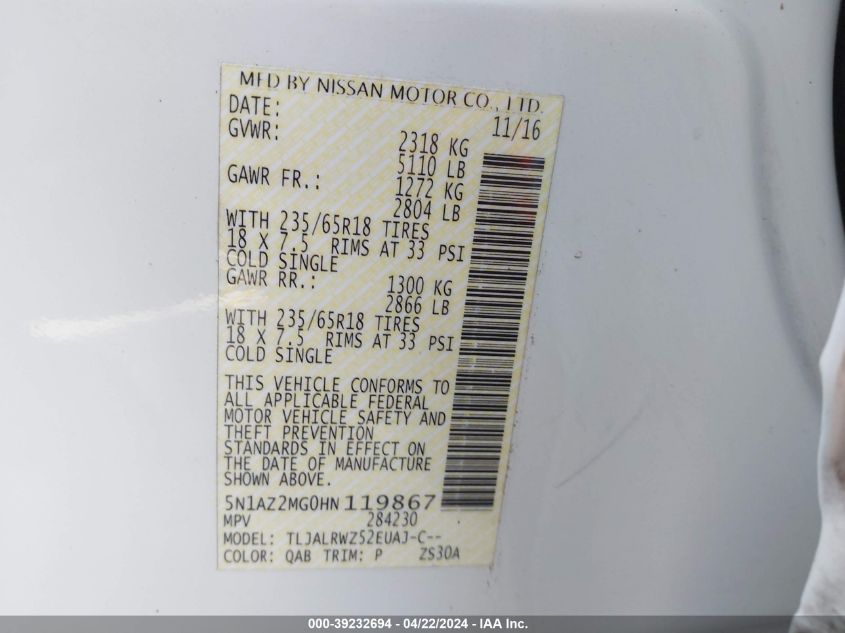 MFD BY NISSAN MOTOR CO., LTD.
DATE: 11/16
GVWR: 2318 KG
5110 LB
GAWR FR.: 1272 KG
2804 LB
WITH 235/65R18 TIRES
18 X 7.5 RIMS AT 33 PSI
COLD SINGLE
GAWR RR.: 1300 KG
2866 LB
WITH 235/65R18 TIRES
18 X 7.5 RIMS AT 33 PSI
COLD SINGLE
THIS VEHICLE CONFORMS TO
ALL APPLICABLE FEDERAL
MOTOR VEHICLE SAFETY AND
THEFT PREVENTION
STANDARDS IN EFFECT ON
THE DATE OF MANUFACTURE
SHOWN ABOVE.
5N1AZ2MG0HN119867
MPV 284230
MODEL: TLJALRWZ52EUAJ-C--
COLOR: QAB TRIM: P ZS30A
000-39232694 - 04/22/2024 - IAA Inc.